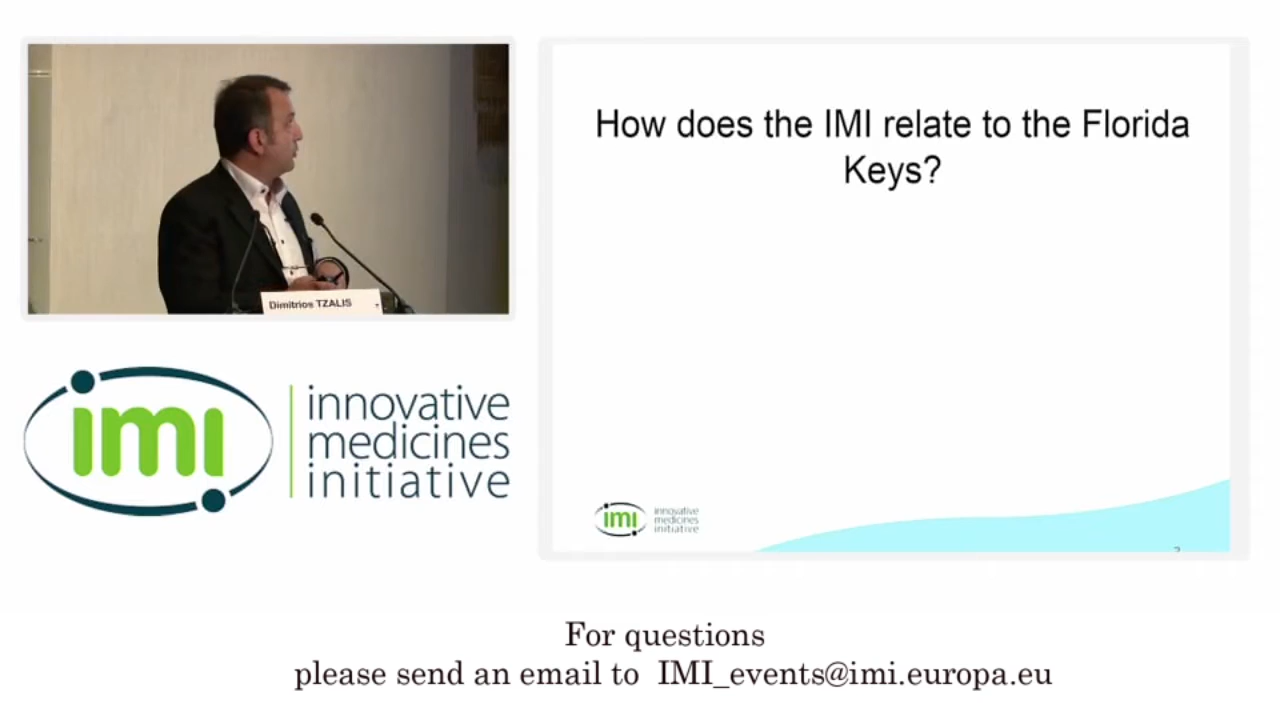 Dimitrios TZALIS
imi
innovative
medicines
initiative
How does the IMI relate to the Florida
Keys?
imi
innovative
medicines
initiative
For questions
please send an email to IMI_events@imi.europa.eu